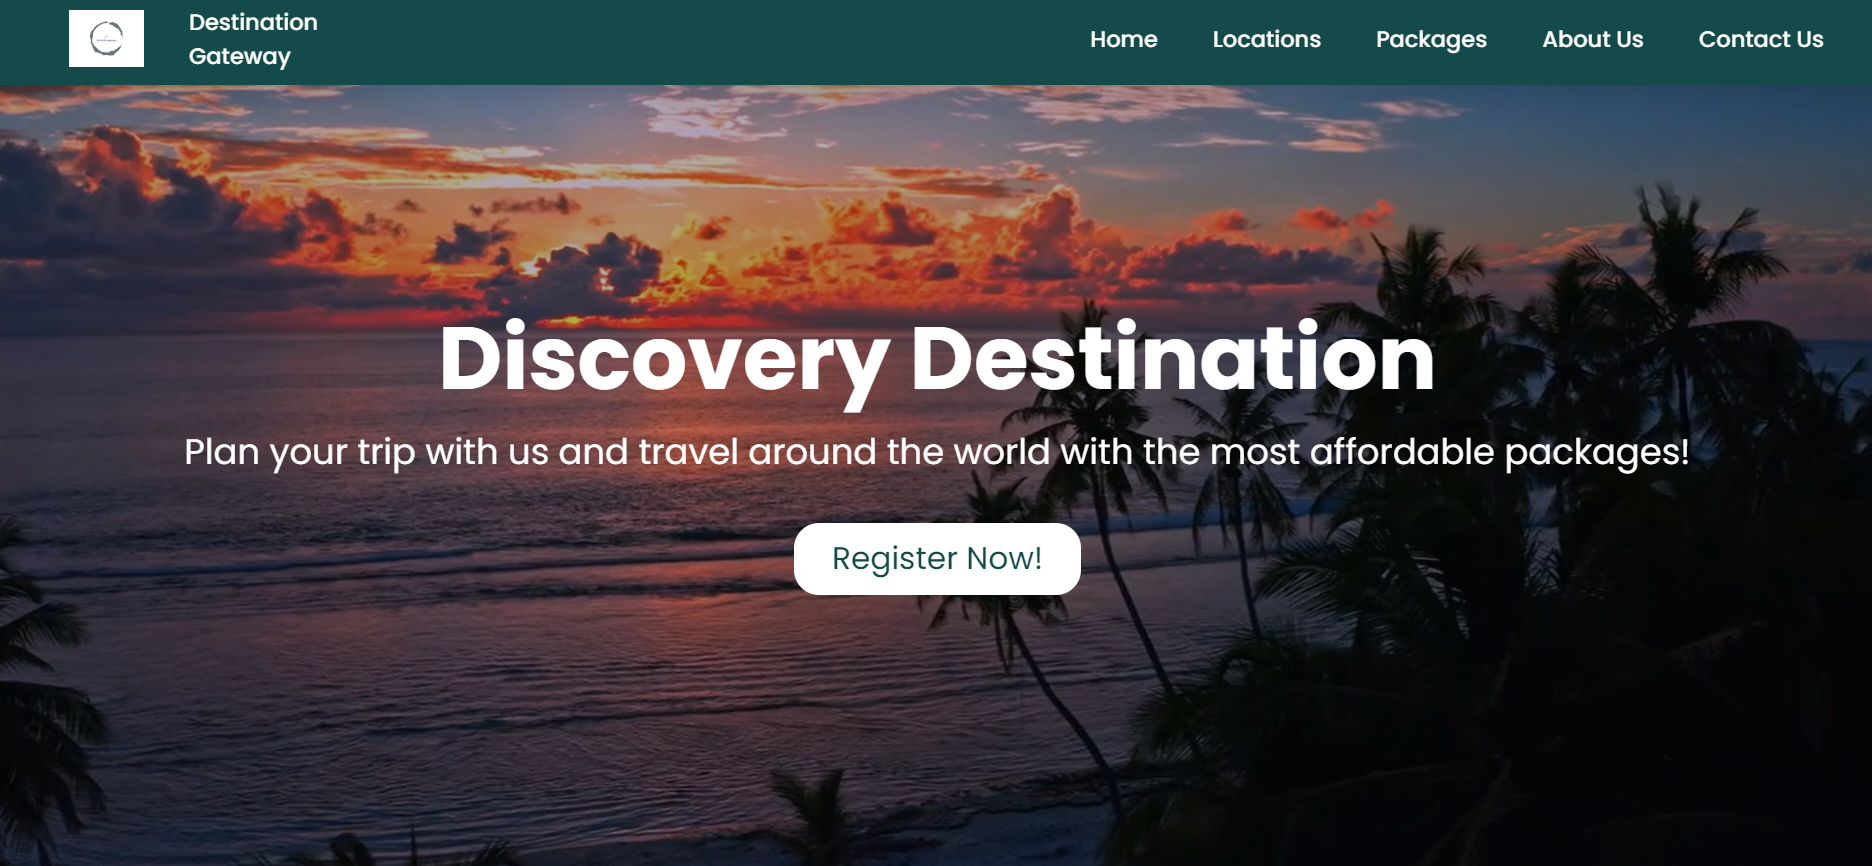 Destination
Gateway
Home
Locations
Packages
About Us
Contact Us
Discovery Destination
Plan your trip with us and travel around the world with the most affordable packages!
Register Now!